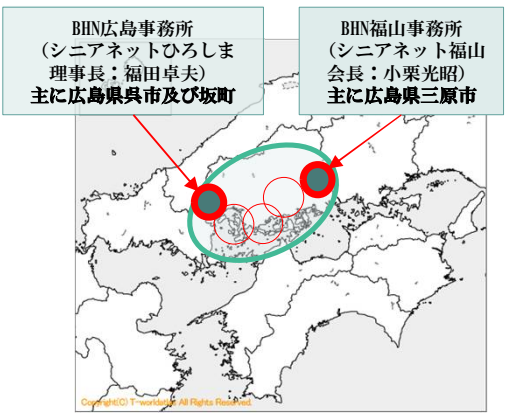 BHN広島事務所
(シニアネットひろしま
理事長:福田卓夫)
主に広島県呉市及び坂町
BHN福山事務所
(シニアネット福山
会長:小栗光昭)
主に広島県三原市
Copyright(C) T-worldatlas All Rights Reserved.